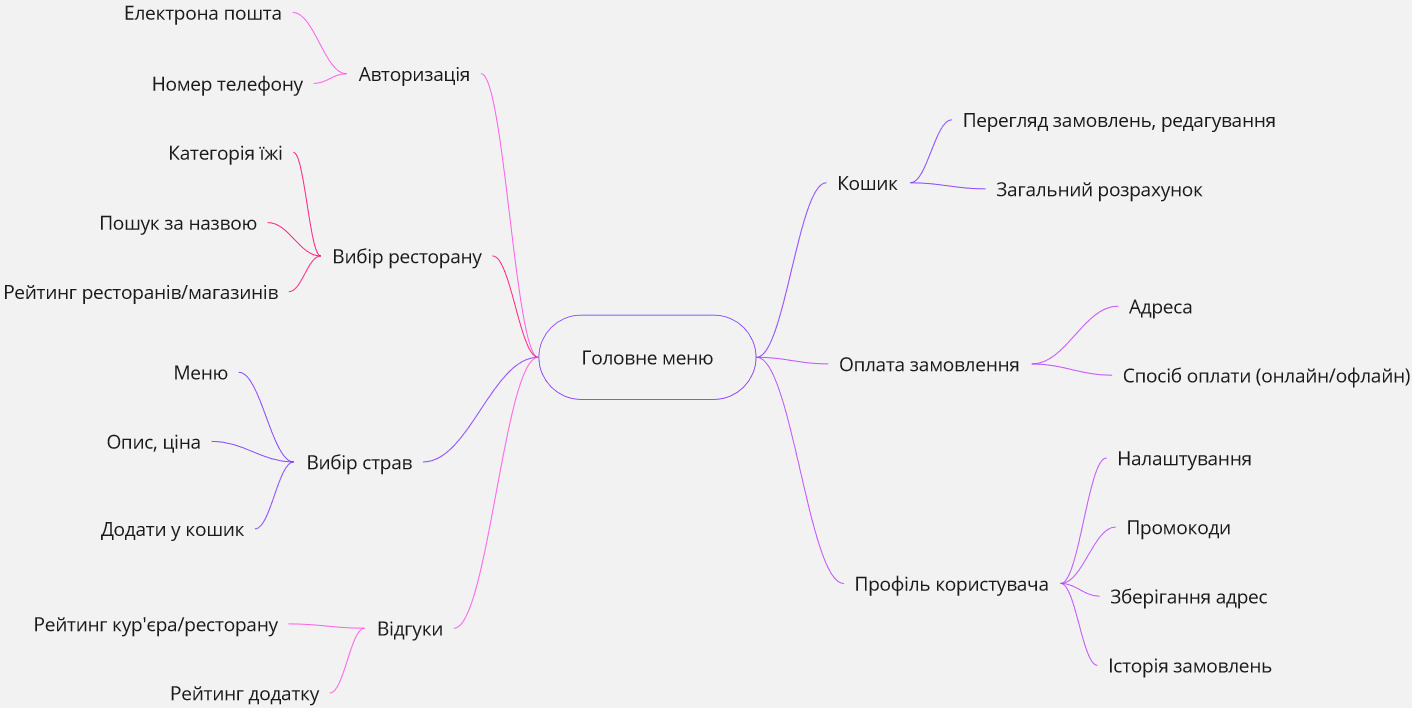 Електрона пошта
Номер телефону
Авторизація
Категорія їжі
Пошук за назвою
Рейтинг ресторанів/магазинів
Вибір ресторану
Меню
Опис, ціна
Додати у кошик
Вибір страв
Рейтинг кур'єра/ресторану
Рейтинг додатку
Відгуки
Головне меню
Кошик
Перегляд замовлень, редагування
Загальний розрахунок
Оплата замовлення
Адреса
Спосіб оплати (онлайн/офлайн)
Профіль користувача
Налаштування
Промокоди
Зберігання адрес
Історія замовлень